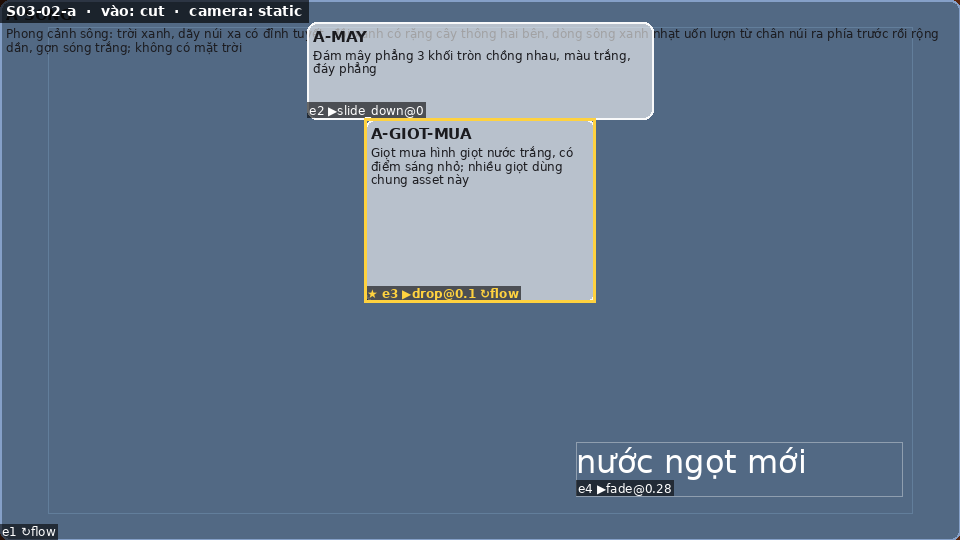 S03-02-a · vào: cut · camera: static
Phong cảnh sông: trời xanh, dãy núi xa có đỉnh có rặng cây thông hai bên, dòng sông xanh nhạt uốn lượn từ chân núi ra phía trước rồi rộng
dần, gợn sóng trắng; không có mặt trời
A-MAY
Đám mây phẳng 3 khối tròn chồng nhau, màu trắng,
đáy phẳng
e2 ▶slide_down@0
A-GIOT-MUA
Giọt mưa hình giọt nước trắng, có
điểm sáng nhỏ; nhiều giọt dùng
chung asset này
★ e3 ▶drop@0.1 ↻flow
nước ngọt mới
e4 ▶fade@0.28
e1 ↻flow